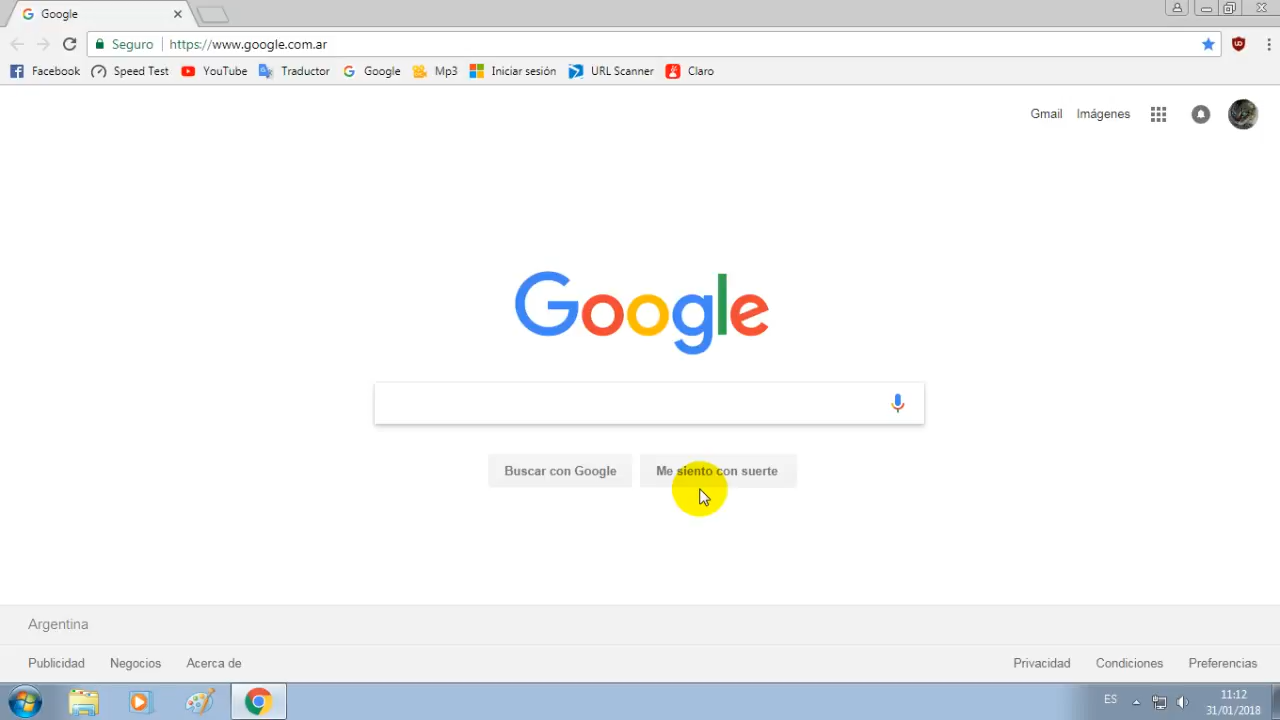 Google
Seguro https://www.google.com.ar
Facebook Speed Test YouTube Traductor Google Mp3 Iniciar sesión URL Scanner Claro
Gmail Imágenes
Google
Buscar con Google Me siento con suerte
Argentina
Publicidad Negocios Acerca de Privacidad Condiciones Preferencias
ES 11:12
31/01/2018